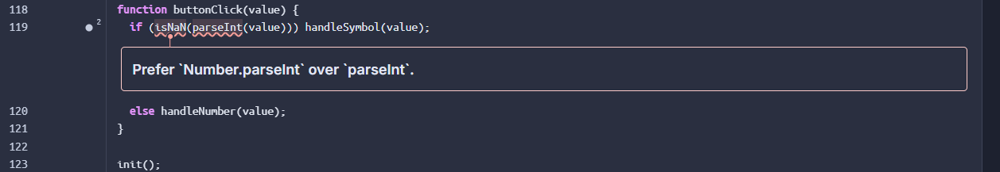 118 function buttonClick(value) {
119 2 if (isNaN(parseInt(value))) handleSymbol(value);
Prefer `Number.parseInt` over `parseInt`.
120 else handleNumber(value);
121 }
122
123 init();